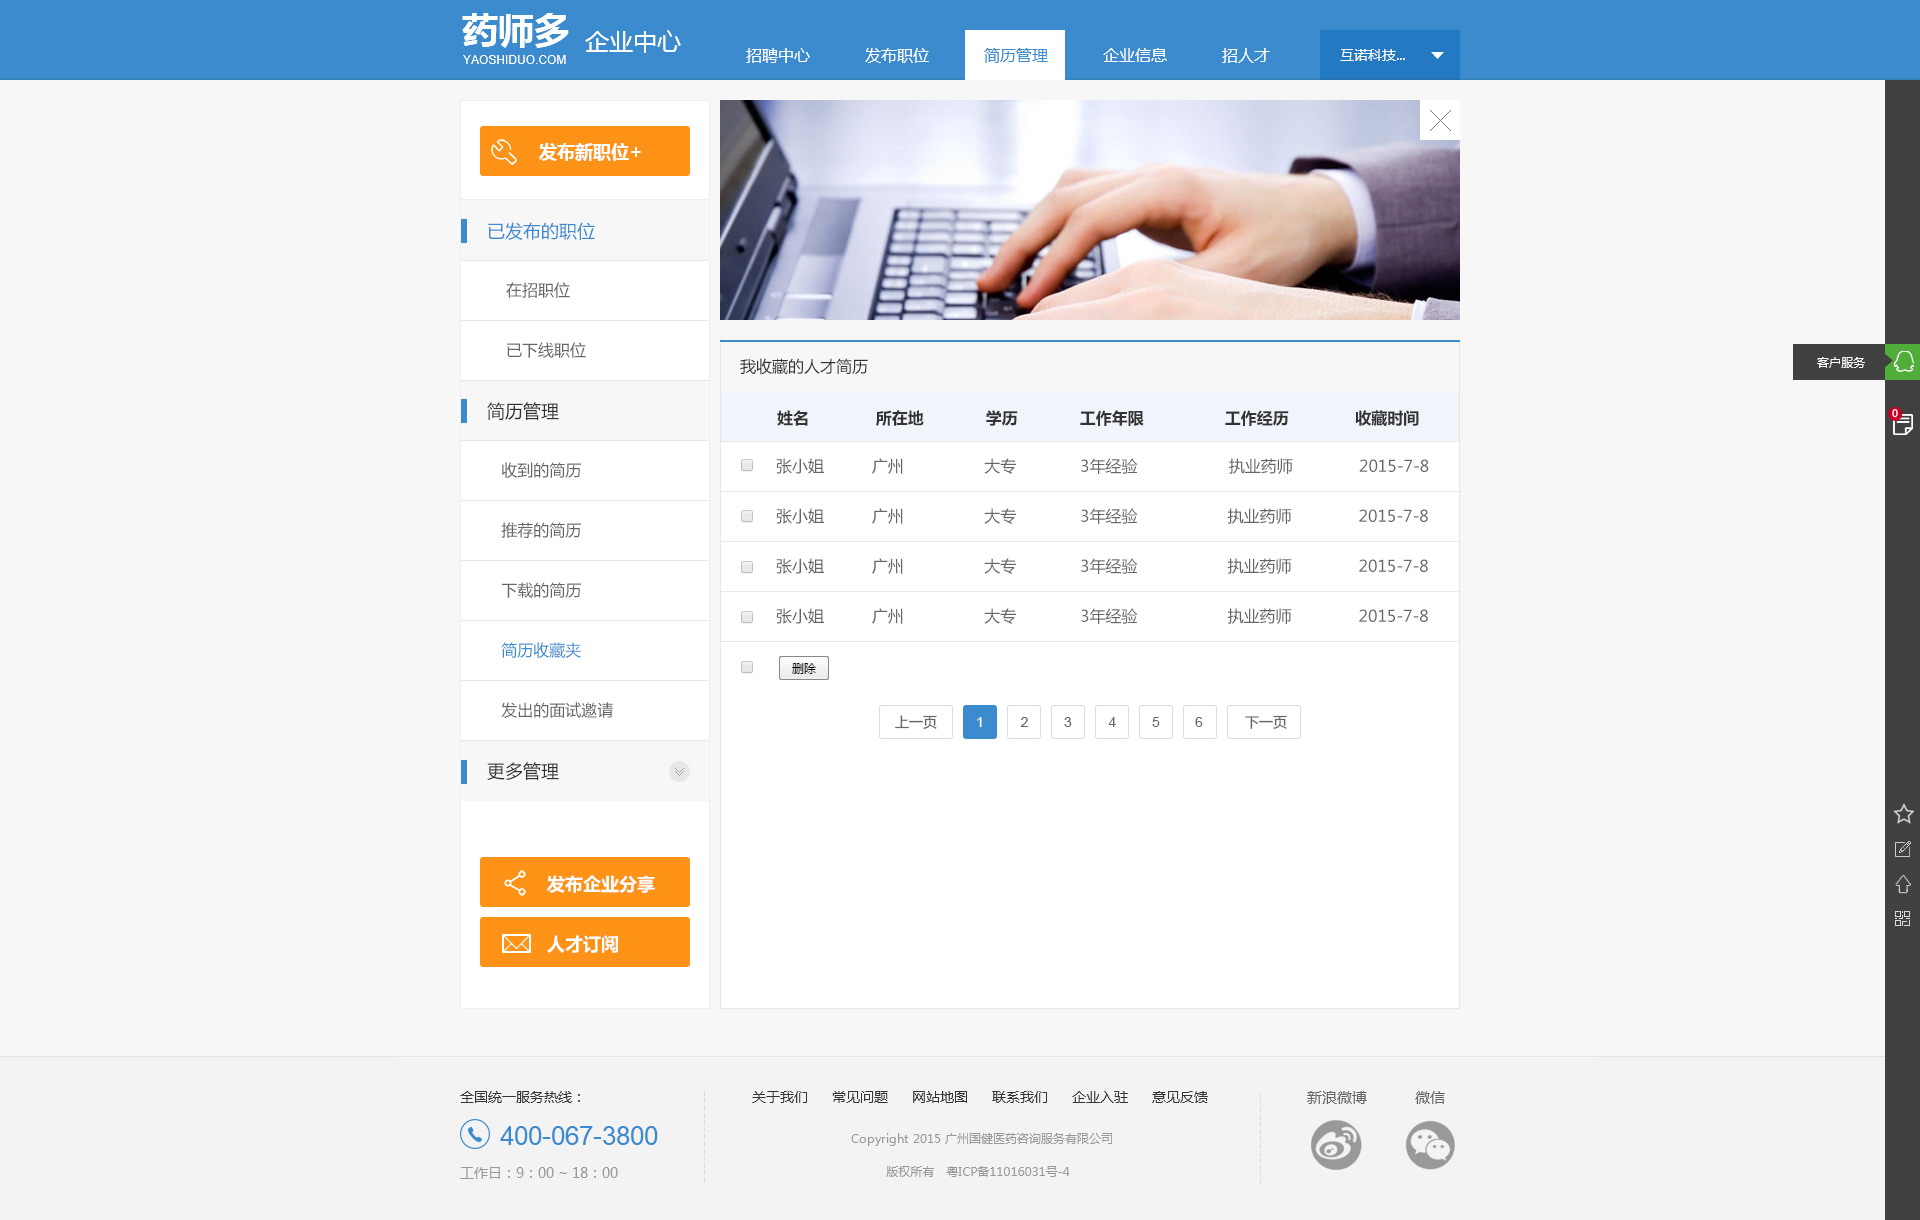 药师多
YAOSHIDUO.COM
企业中心
招聘中心 发布职位 简历管理 企业信息 招人才 互诺科技...
发布新职位+
已发布的职位
在招职位
已下线职位
简历管理
收到的简历
推荐的简历
下载的简历
简历收藏夹
发出的面试邀请
更多管理
发布企业分享
人才订阅
我收藏的人才简历
姓名 所在地 学历 工作年限 工作经历 收藏时间
张小姐 广州 大专 3年经验 执业药师 2015-7-8
张小姐 广州 大专 3年经验 执业药师 2015-7-8
张小姐 广州 大专 3年经验 执业药师 2015-7-8
张小姐 广州 大专 3年经验 执业药师 2015-7-8
删除
上一页 1 2 3 4 5 6 下一页
客户服务
0
全国统一服务热线：
400-067-3800
工作日：9：00 ~ 18：00
关于我们 常见问题 网站地图 联系我们 企业入驻 意见反馈
Copyright 2015 广州国健医药咨询服务有限公司
版权所有 粤ICP备11016031号-4
新浪微博 微信